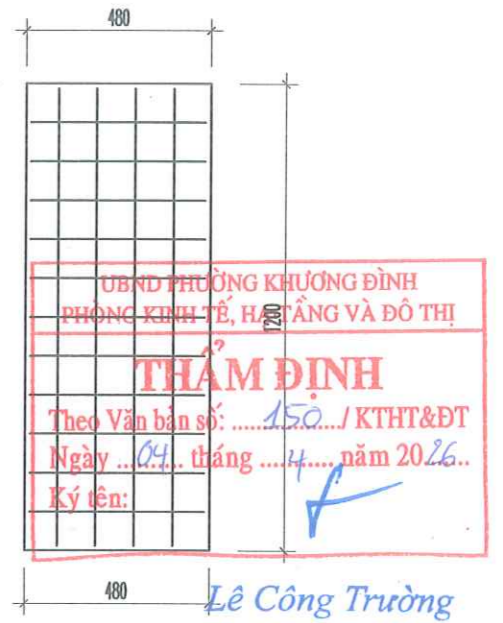 480
UBND PHƯỜNG KHƯƠNG ĐÌNH
PHÒNG KINH TẾ, HẠ TẦNG VÀ ĐÔ THỊ
1200
THẨM ĐỊNH
Theo Văn bản số: ......150.../ KTHT&ĐT
Ngày ...04.... tháng .....4..... năm 2026...
Ký tên:
480
Lê Công Trường